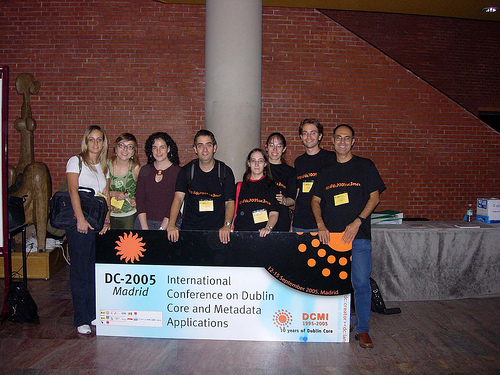 DC-2005
Madrid
International
Conference on Dublin
Core and Metadata
Applications
12-15 September 2005, Madrid
DCMI
1995-2005
10 years of Dublin Core